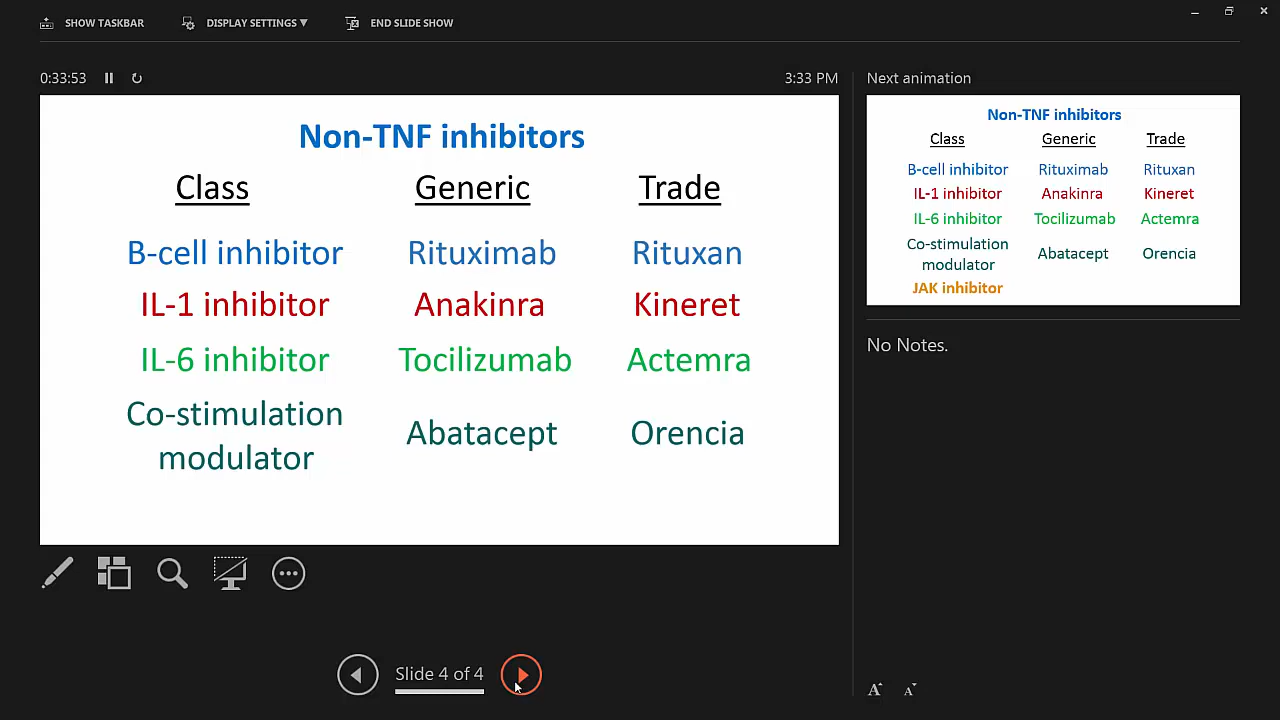 SHOW TASKBAR DISPLAY SETTINGS ▼ END SLIDE SHOW
0:33:53 3:33 PM
Non-TNF inhibitors
Class Generic Trade
B-cell inhibitor Rituximab Rituxan
IL-1 inhibitor Anakinra Kineret
IL-6 inhibitor Tocilizumab Actemra
Co-stimulation
modulator Abatacept Orencia
Slide 4 of 4
Next animation
Non-TNF inhibitors
Class Generic Trade
B-cell inhibitor Rituximab Rituxan
IL-1 inhibitor Anakinra Kineret
IL-6 inhibitor Tocilizumab Actemra
Co-stimulation
modulator Abatacept Orencia
JAK inhibitor
No Notes.
A A